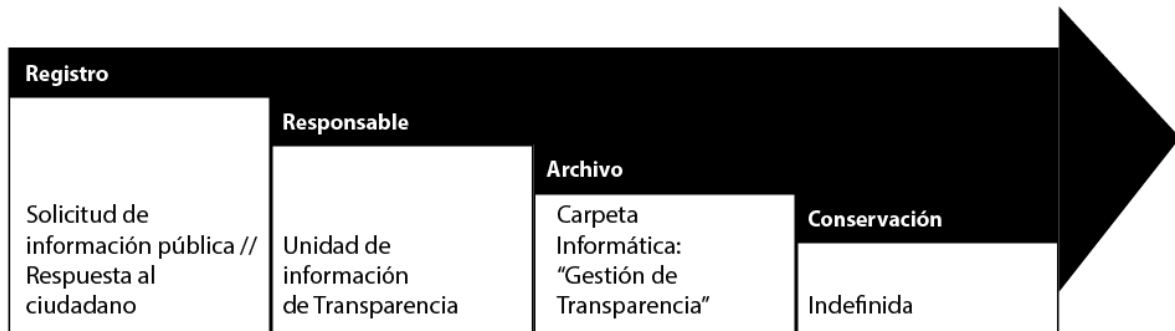 Registro
Solicitud de
información pública //
Respuesta al
ciudadano
Responsable
Unidad de
información
de Transparencia
Archivo
Carpeta
Informática:
“Gestión de
Transparencia”
Conservación
Indefinida